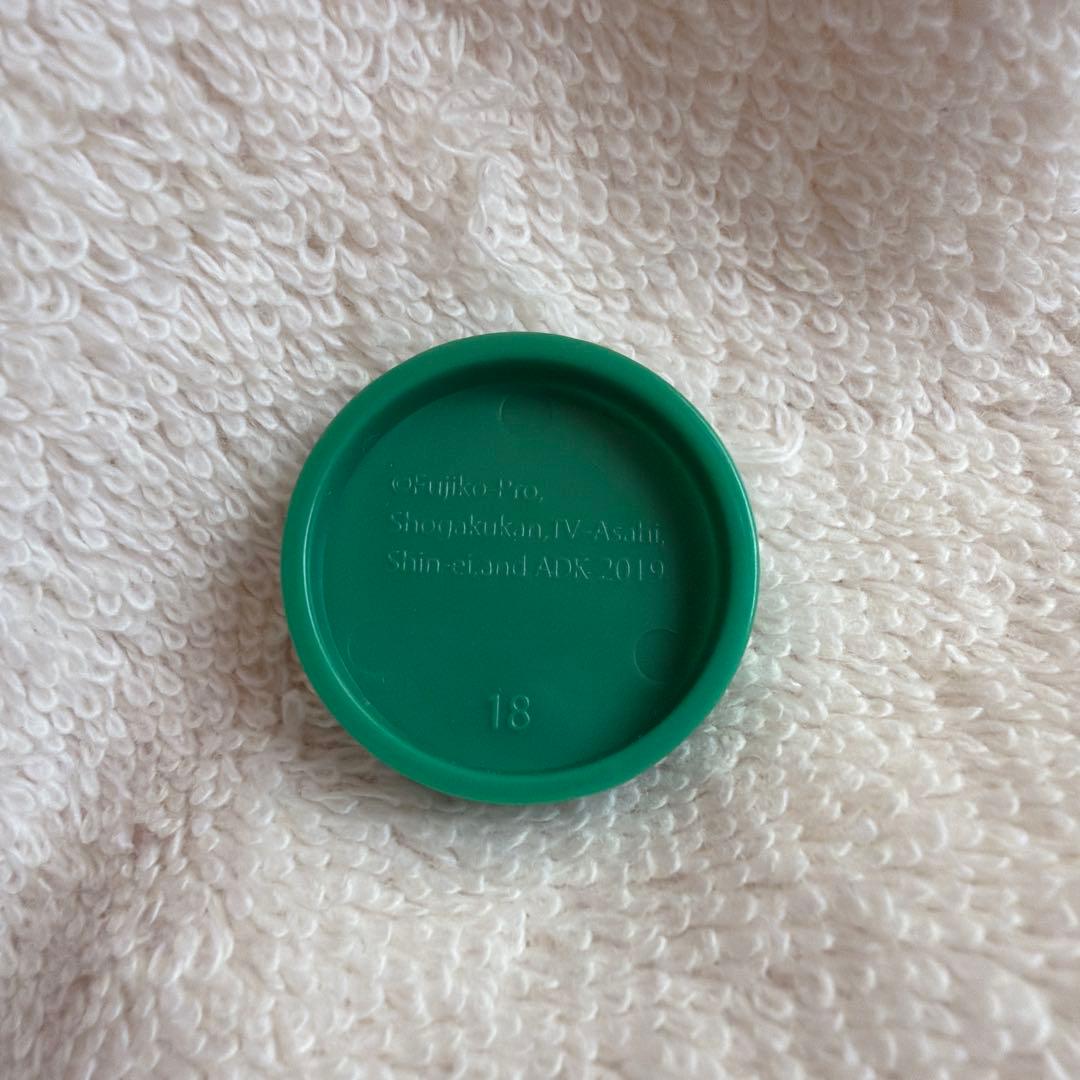 ©Fujiko-Pro,
Shogakukan,TV-Asahi,
Shin-ei,and ADK 2019
18